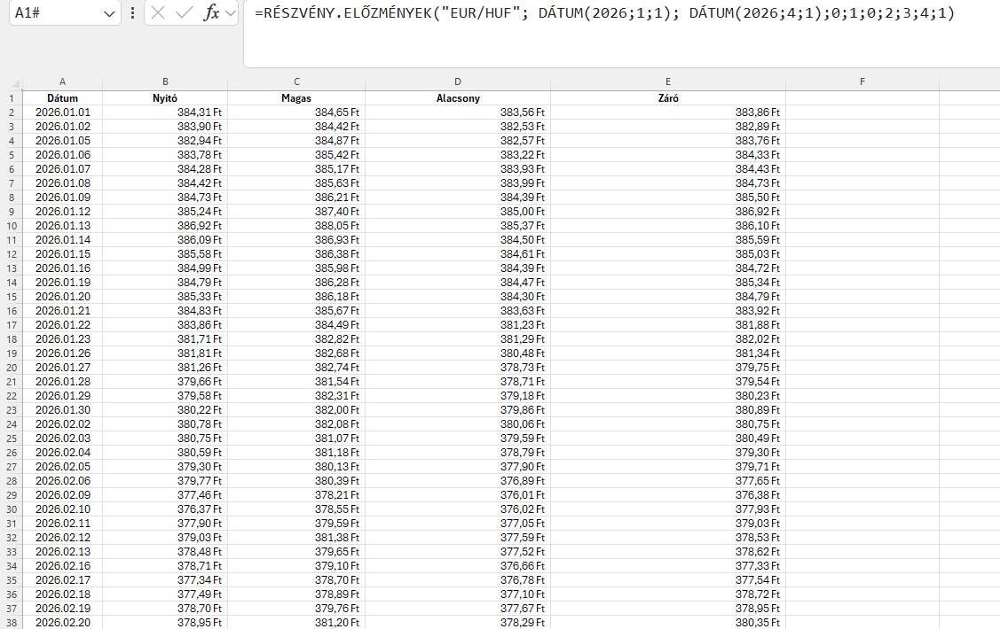 A1# fx =RÉSZVÉNY.ELŐZMÉNYEK("EUR/HUF"; DÁTUM(2026;1;1); DÁTUM(2026;4;1);0;1;0;2;3;4;1)
A B C D E F
1 Dátum Nyitó Magas Alacsony Záró
2 2026.01.01 384,31 Ft 384,65 Ft 383,56 Ft 383,86 Ft
3 2026.01.02 383,90 Ft 384,42 Ft 382,53 Ft 382,89 Ft
4 2026.01.05 382,94 Ft 384,87 Ft 382,57 Ft 383,76 Ft
5 2026.01.06 383,78 Ft 385,42 Ft 383,22 Ft 384,33 Ft
6 2026.01.07 384,28 Ft 385,17 Ft 383,93 Ft 384,43 Ft
7 2026.01.08 384,42 Ft 385,63 Ft 383,99 Ft 384,73 Ft
8 2026.01.09 384,73 Ft 386,21 Ft 384,39 Ft 385,50 Ft
9 2026.01.12 385,24 Ft 387,40 Ft 385,00 Ft 386,92 Ft
10 2026.01.13 386,92 Ft 388,05 Ft 385,37 Ft 386,10 Ft
11 2026.01.14 386,09 Ft 386,93 Ft 384,50 Ft 385,59 Ft
12 2026.01.15 385,58 Ft 386,38 Ft 384,61 Ft 385,03 Ft
13 2026.01.16 384,99 Ft 385,98 Ft 384,39 Ft 384,72 Ft
14 2026.01.19 384,79 Ft 386,28 Ft 384,47 Ft 385,34 Ft
15 2026.01.20 385,33 Ft 386,18 Ft 384,30 Ft 384,79 Ft
16 2026.01.21 384,83 Ft 385,67 Ft 383,63 Ft 383,92 Ft
17 2026.01.22 383,86 Ft 384,49 Ft 381,23 Ft 381,88 Ft
18 2026.01.23 381,71 Ft 382,82 Ft 381,29 Ft 382,02 Ft
19 2026.01.26 381,81 Ft 382,68 Ft 380,48 Ft 381,34 Ft
20 2026.01.27 381,26 Ft 382,74 Ft 378,73 Ft 379,75 Ft
21 2026.01.28 379,66 Ft 381,54 Ft 378,71 Ft 379,54 Ft
22 2026.01.29 379,58 Ft 382,31 Ft 379,18 Ft 380,23 Ft
23 2026.01.30 380,22 Ft 382,00 Ft 379,86 Ft 380,89 Ft
24 2026.02.02 380,78 Ft 382,08 Ft 380,06 Ft 380,75 Ft
25 2026.02.03 380,75 Ft 381,07 Ft 379,59 Ft 380,49 Ft
26 2026.02.04 380,59 Ft 381,18 Ft 378,79 Ft 379,30 Ft
27 2026.02.05 379,30 Ft 380,13 Ft 377,90 Ft 379,71 Ft
28 2026.02.06 379,77 Ft 380,39 Ft 376,89 Ft 377,65 Ft
29 2026.02.09 377,46 Ft 378,21 Ft 376,01 Ft 376,38 Ft
30 2026.02.10 376,37 Ft 378,55 Ft 376,02 Ft 377,93 Ft
31 2026.02.11 377,90 Ft 379,59 Ft 377,05 Ft 379,03 Ft
32 2026.02.12 379,03 Ft 381,38 Ft 377,59 Ft 378,53 Ft
33 2026.02.13 378,48 Ft 379,65 Ft 377,52 Ft 378,62 Ft
34 2026.02.16 378,71 Ft 379,10 Ft 376,66 Ft 377,33 Ft
35 2026.02.17 377,34 Ft 378,70 Ft 376,78 Ft 377,54 Ft
36 2026.02.18 377,49 Ft 378,89 Ft 377,10 Ft 378,72 Ft
37 2026.02.19 378,70 Ft 379,76 Ft 377,67 Ft 378,95 Ft
38 2026.02.20 378,95 Ft 381,20 Ft 378,29 Ft 380,35 Ft